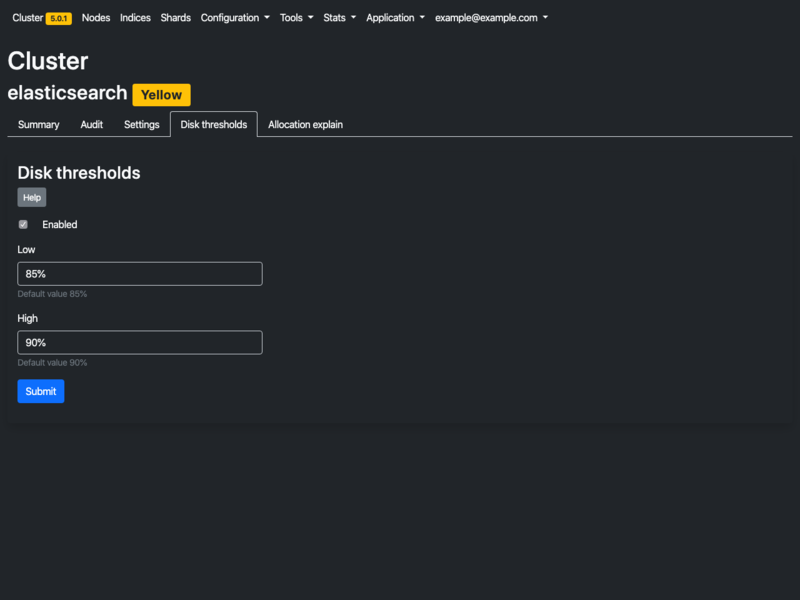 Cluster 5.0.1 Nodes Indices Shards Configuration Tools Stats Application example@example.com
Cluster
elasticsearch Yellow
Summary Audit Settings Disk thresholds Allocation explain
Disk thresholds
Help
Enabled
Low
85%
Default value 85%
High
90%
Default value 90%
Submit